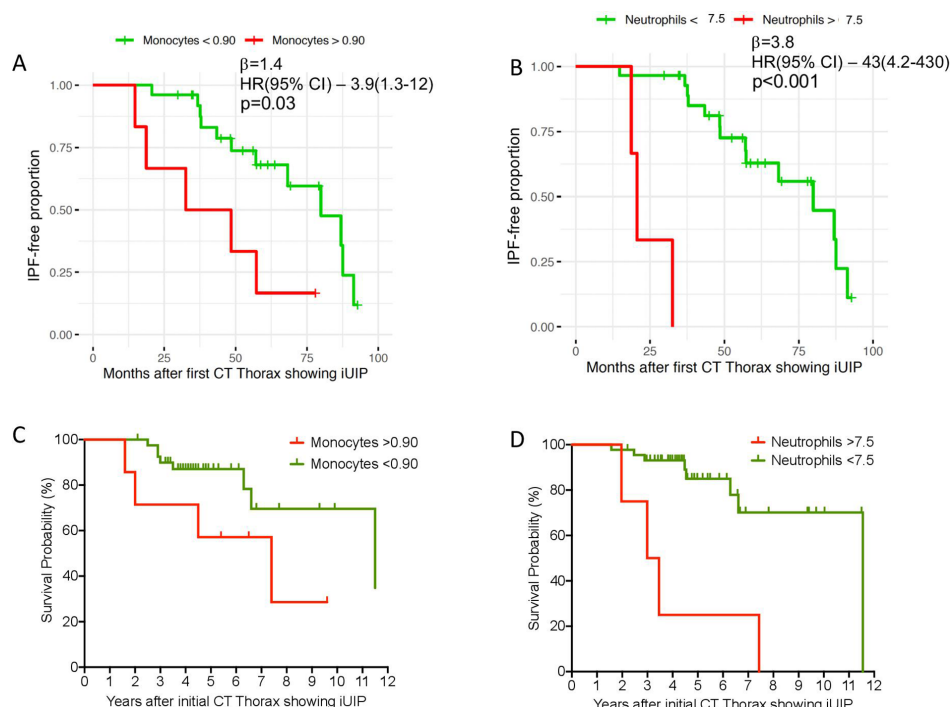 A
Monocytes < 0.90 Monocytes > 0.90
β=1.4
HR(95% CI) – 3.9(1.3-12)
p=0.03
IPF-free proportion
1.00
0.75
0.50
0.25
0.00
0 25 50 75 100
Months after first CT Thorax showing iUIP
B
Neutrophils < 7.5 Neutrophils > 7.5
β=3.8
HR(95% CI) – 43(4.2-430)
p<0.001
IPF-free proportion
1.00
0.75
0.50
0.25
0.00
0 25 50 75 100
Months after first CT Thorax showing iUIP
C
Monocytes >0.90
Monocytes <0.90
Survival Probability (%)
100
80
60
40
20
0
0 1 2 3 4 5 6 7 8 9 10 11 12
Years after initial CT Thorax showing iUIP
D
Neutrophils >7.5
Neutrophils <7.5
Survival Probability (%)
100
80
60
40
20
0
0 1 2 3 4 5 6 7 8 9 10 11 12
Years after initial CT Thorax showing iUIP